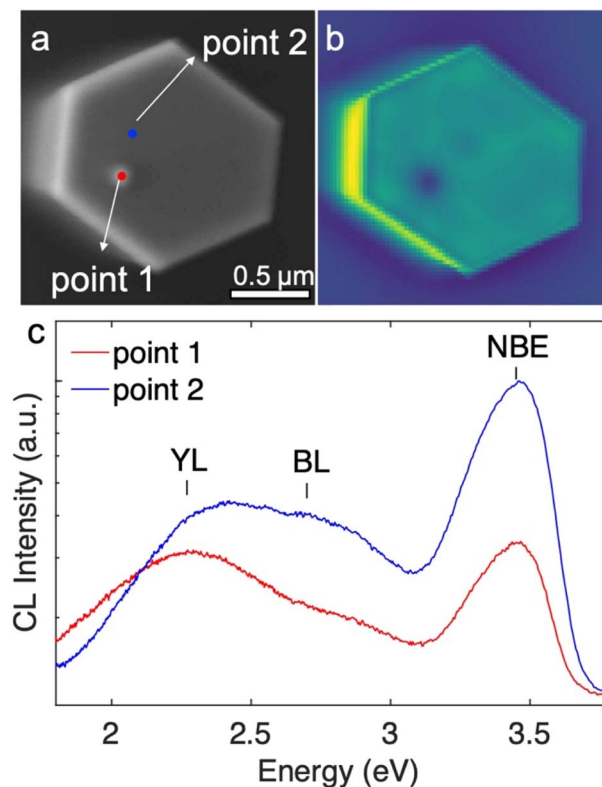 a
point 2
point 1
0.5 μm
b
c
point 1
point 2
YL
BL
NBE
CL Intensity (a.u.)
2
2.5
3
3.5
Energy (eV)